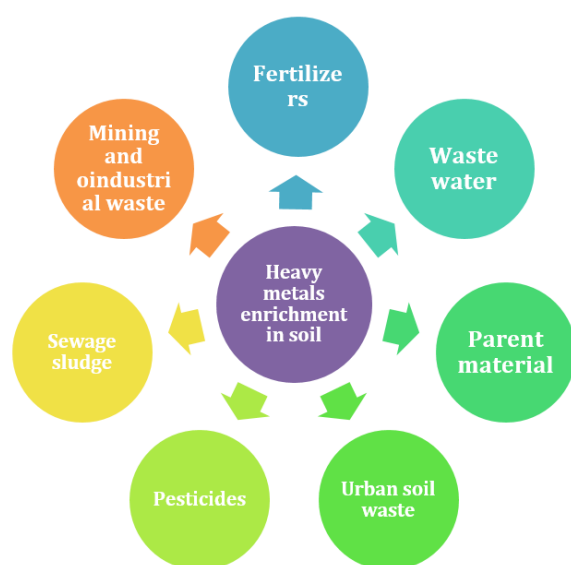 Fertilize
rs
Waste
water
Parent
material
Urban soil
waste
Pesticides
Sewage
sludge
Mining
and
oindustri
al waste
Heavy
metals
enrichment
in soil